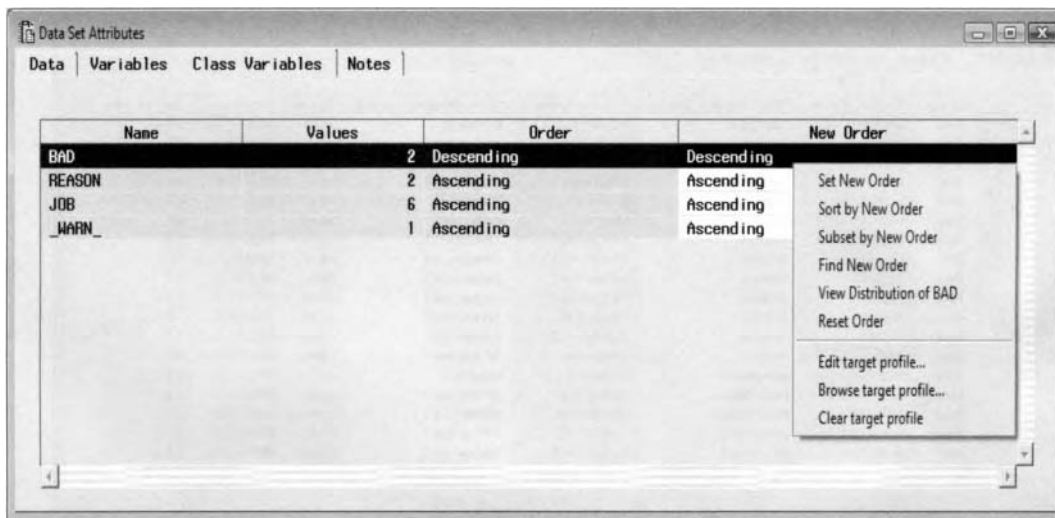 Data Set Attributes
Data Variables Class Variables Notes
Name Values Order New Order
BAD 2 Descending Descending
REASON 2 Ascending Ascending
JOB 6 Ascending Ascending
_WARN_ 1 Ascending Ascending
Set New Order
Sort by New Order
Subset by New Order
Find New Order
View Distribution of BAD
Reset Order
Edit target profile...
Browse target profile...
Clear target profile